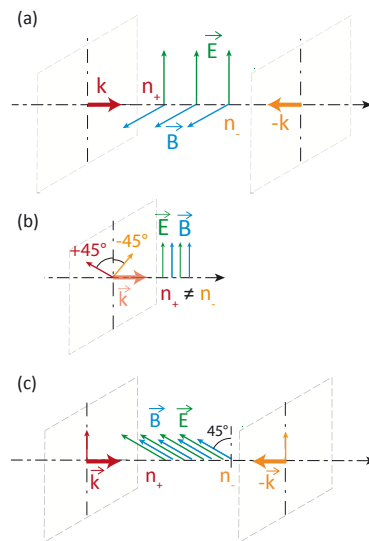 (a)
E
k n+
B n- -k
(b)
+45° -45° E B
k n+ ≠ n-
(c)
B E 45°
k n+ n- -k